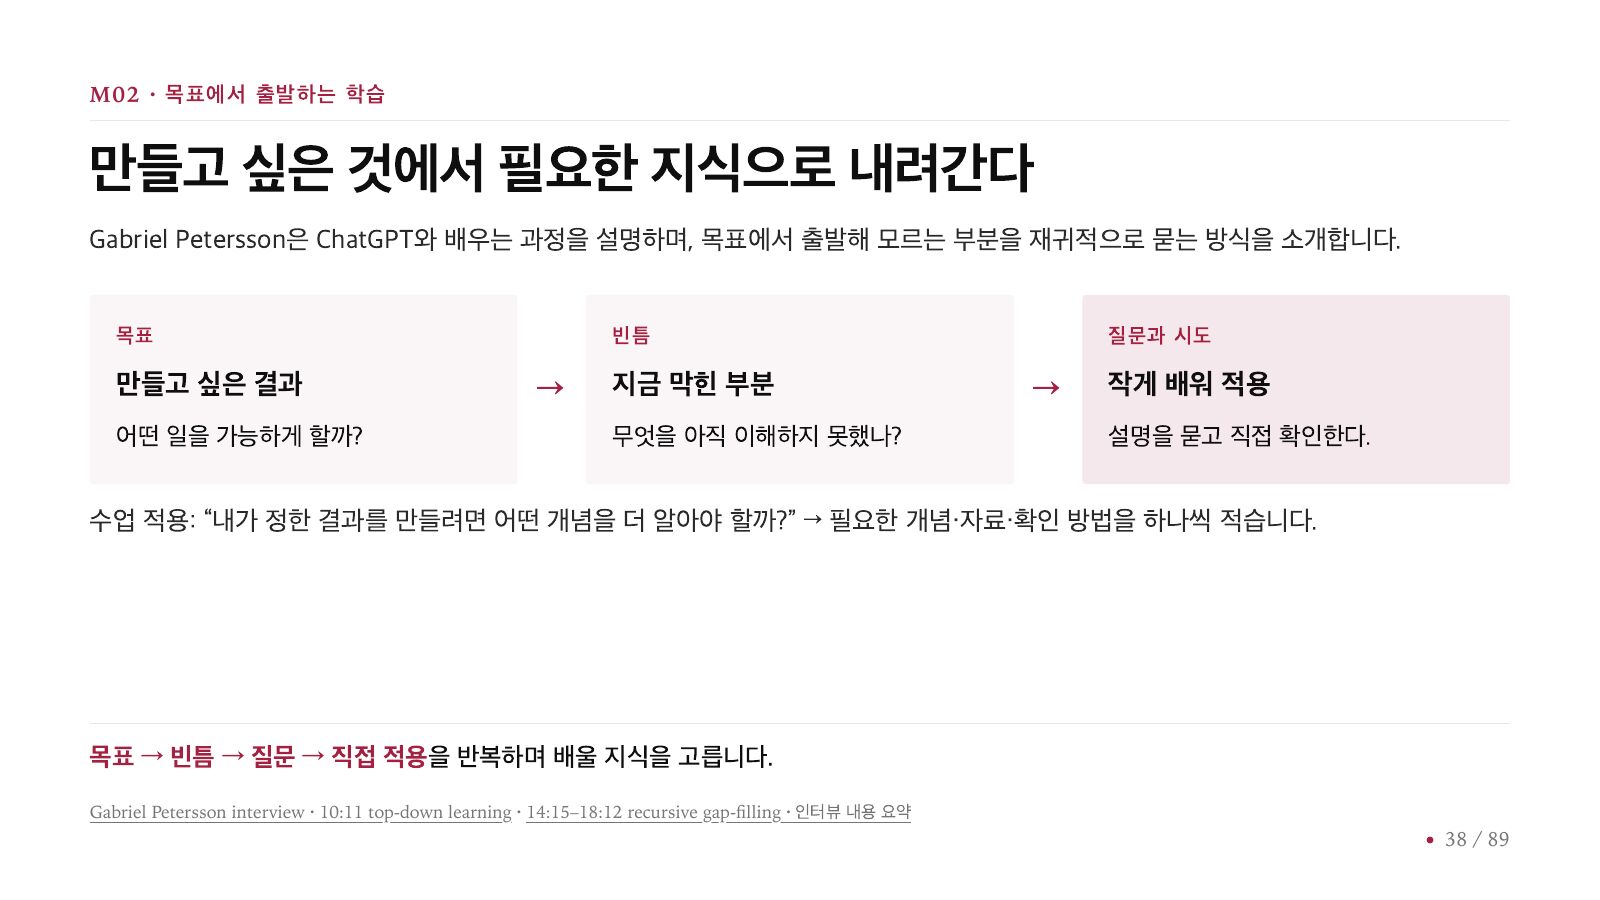 M02 · 목표에서 출발하는 학습
만들고 싶은 것에서 필요한 지식으로 내려간다
Gabriel Petersson은 ChatGPT와 배우는 과정을 설명하며, 목표에서 출발해 모르는 부분을 재귀적으로 묻는 방식을 소개합니다.
목표
만들고 싶은 결과
어떤 일을 가능하게 할까?
→
빈틈
지금 막힌 부분
무엇을 아직 이해하지 못했나?
→
질문과 시도
작게 배워 적용
설명을 묻고 직접 확인한다.
수업 적용: “내가 정한 결과를 만들려면 어떤 개념을 더 알아야 할까?” → 필요한 개념·자료·확인 방법을 하나씩 적습니다.
목표 → 빈틈 → 질문 → 직접 적용을 반복하며 배울 지식을 고릅니다.
Gabriel Petersson interview · 10:11 top-down learning · 14:15–18:12 recursive gap-filling · 인터뷰 내용 요약
• 38 / 89